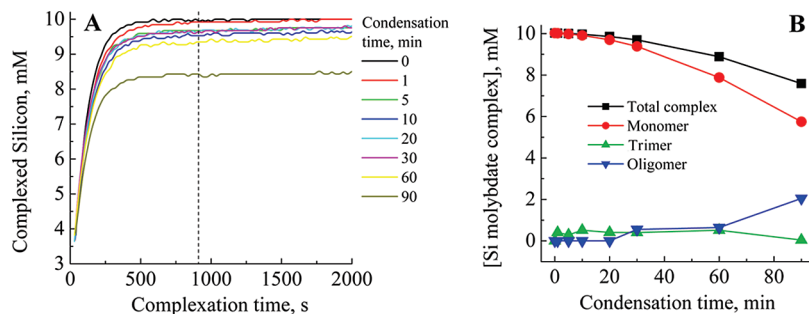 A
Complexed Silicon, mM
10
9
8
7
6
5
4
3
0
500
1000
1500
2000
Complexation time, s
Condensation
time, min
0
1
5
10
20
30
60
90
B
[Si molybdate complex], mM
10
8
6
4
2
0
Total complex
Monomer
Trimer
Oligomer
0
20
40
60
80
Condensation time, min